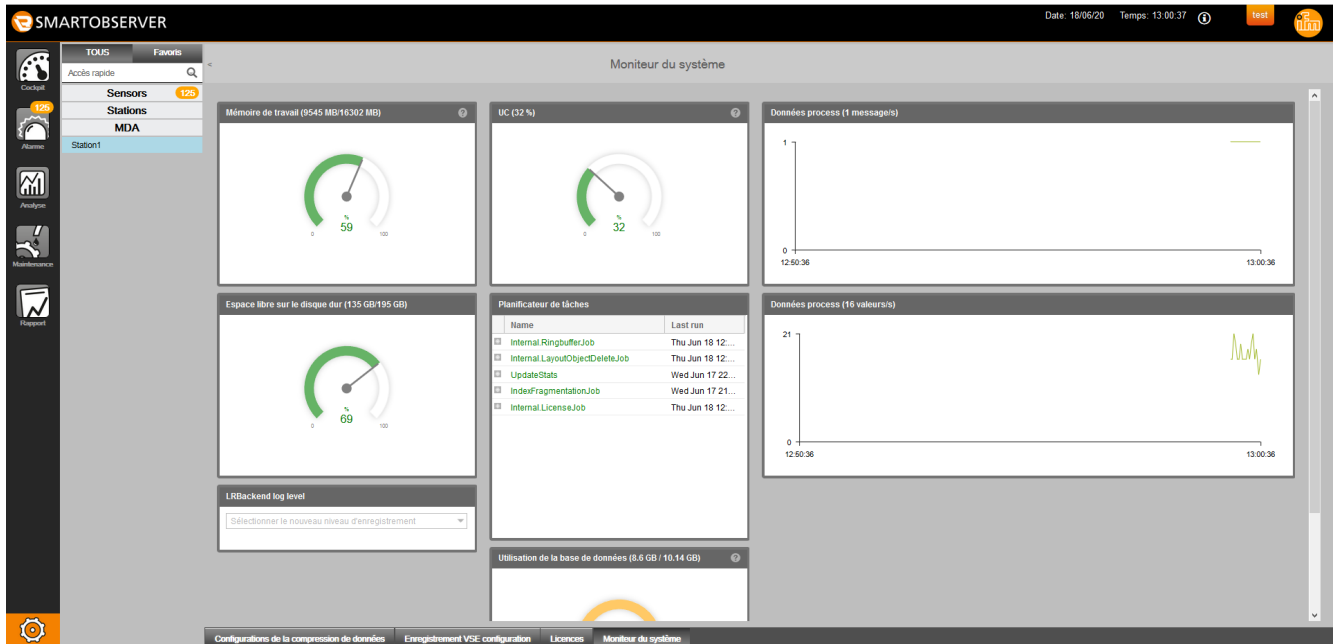 SMARTOBSERVER
Date: 18/06/20 Temps: 13:00:37
test
ifm
TOUS Favoris
Accès rapide
Sensors 125
Stations
MDA
Station1
Cockpit
125
Alarme
Analyse
Maintenance
Rapport
<
Moniteur du système
Mémoire de travail (9545 MB/16302 MB) ?
%
59
0 100
UC (32 %) ?
%
32
0 100
Données process (1 message/s)
1
0
12:50:36 13:00:36
Espace libre sur le disque dur (135 GB/195 GB)
%
69
0 100
Planificateur de tâches
Name Last run
Internal.RingbufferJob Thu Jun 18 12:...
Internal.LayoutObjectDeleteJob Thu Jun 18 12:...
UpdateStats Wed Jun 17 22...
IndexFragmentationJob Wed Jun 17 21...
Internal.LicenseJob Thu Jun 18 12:...
Données process (16 valeurs/s)
21
0
12:50:36 13:00:36
LRBackend log level
Sélectionner le nouveau niveau d'enregistrement
Utilisation de la base de données (8.6 GB / 10.14 GB) ?
Configurations de la compression de données Enregistrement VSE configuration Licences Moniteur du système